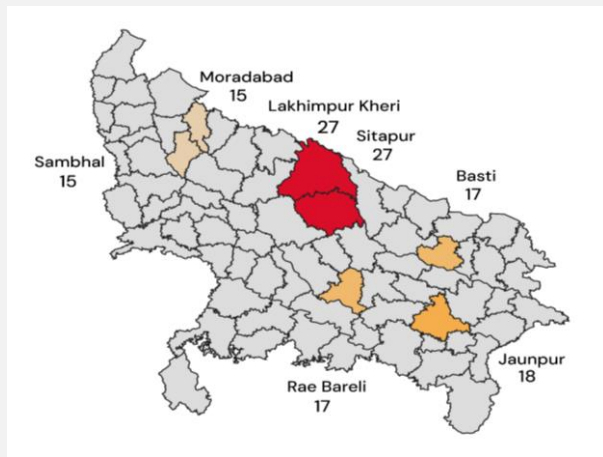 Moradabad
15
Lakhimpur Kheri
27
Sitapur
27
Sambhal
15
Basti
17
Rae Bareli
17
Jaunpur
18